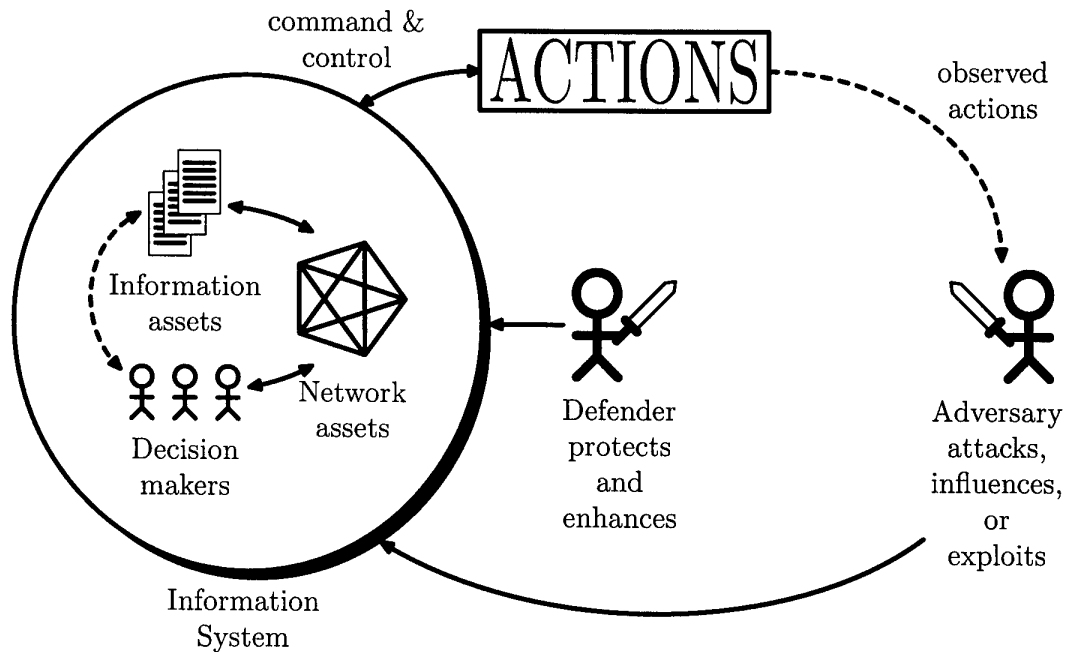 command &
control
ACTIONS
observed
actions
Information
assets
Network
assets
Decision
makers
Defender
protects
and
enhances
Adversary
attacks,
influences,
or
exploits
Information
System